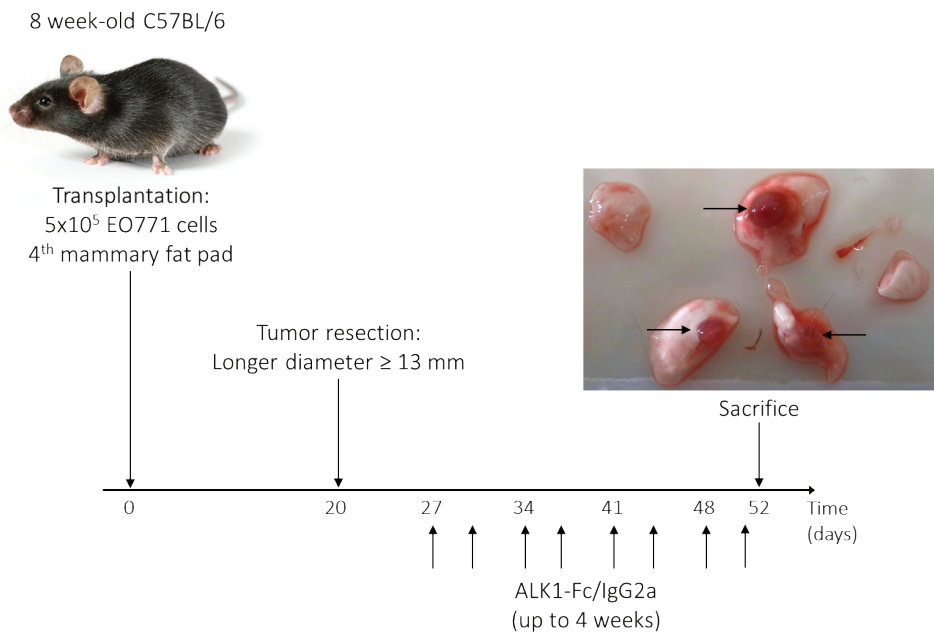 8 week-old C57BL/6
Transplantation:
5x10⁵ EO771 cells
4ᵗʰ mammary fat pad
Tumor resection:
Longer diameter ≥ 13 mm
Sacrifice
0
20
27
34
41
48
52
Time
(days)
ALK1-Fc/IgG2a
(up to 4 weeks)